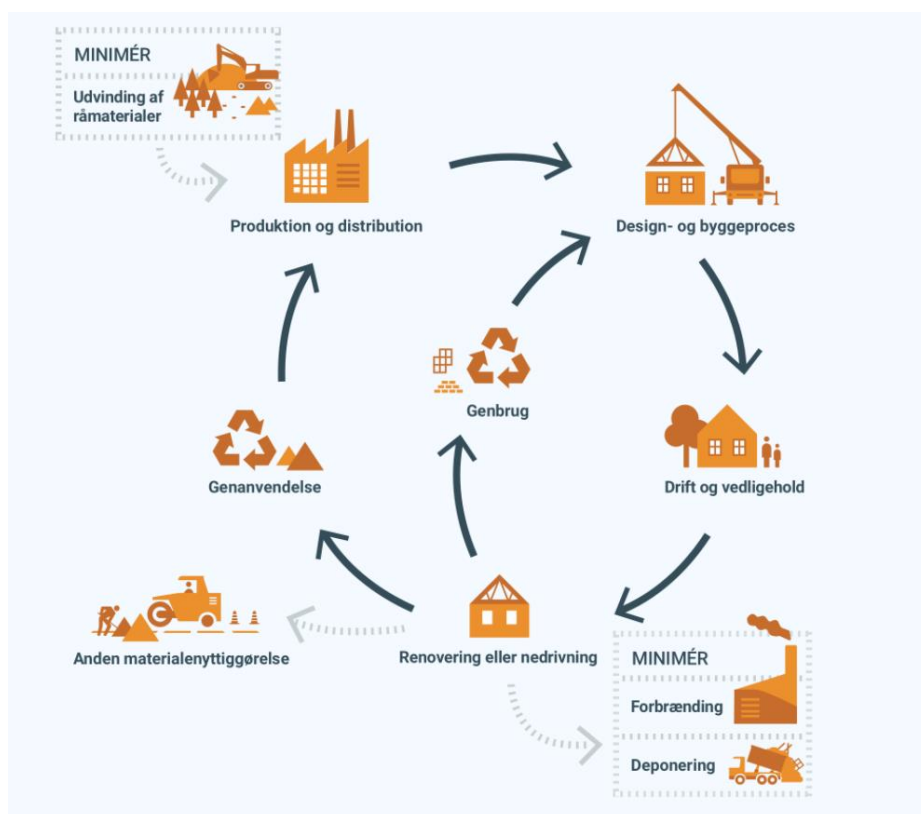 MINIMÉR
Udvinding af
råmaterialer
Produktion og distribution
Design- og byggeproces
Genbrug
Genanvendelse
Drift og vedligehold
Anden materialenyttiggørelse
Renovering eller nedrivning
MINIMÉR
Forbrænding
Deponering